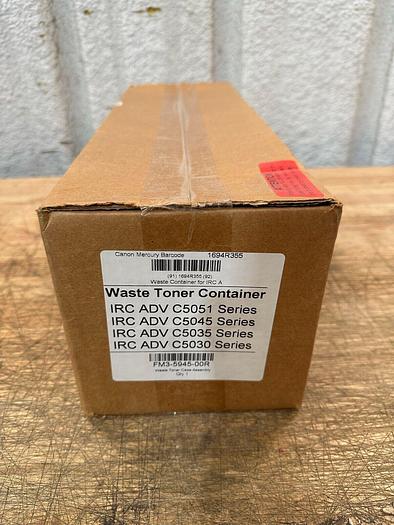 Canon Mercury Barcode 1694R355
(91) 1694R355 (92)
Waste Container for IRC A
Waste Toner Container
IRC ADV C5051 Series
IRC ADV C5045 Series
IRC ADV C5035 Series
IRC ADV C5030 Series
FM3-5945-00R
Waste Toner Case Assembly
Qty 1